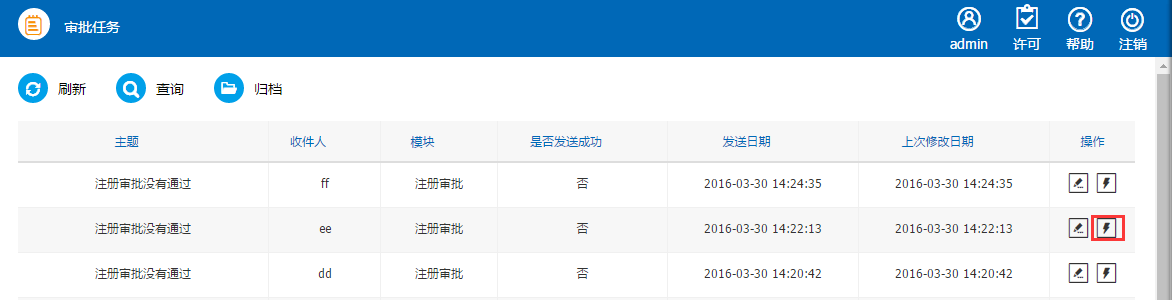 审批任务
admin 许可 帮助 注销
刷新 查询 归档
主题 收件人 模块 是否发送成功 发送日期 上次修改日期 操作
注册审批没有通过 ff 注册审批 否 2016-03-30 14:24:35 2016-03-30 14:24:35
注册审批没有通过 ee 注册审批 否 2016-03-30 14:22:13 2016-03-30 14:22:13
注册审批没有通过 dd 注册审批 否 2016-03-30 14:20:42 2016-03-30 14:20:42